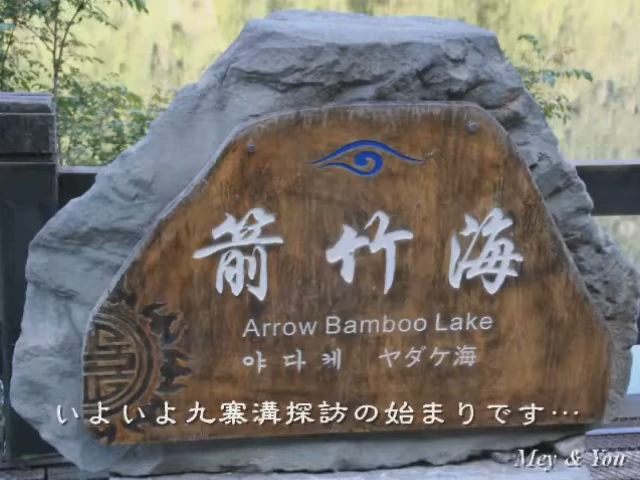 箭竹海
Arrow Bamboo Lake
야다케 ヤダケ海
いよいよ九寨溝探訪の始まりです…
Mey & You